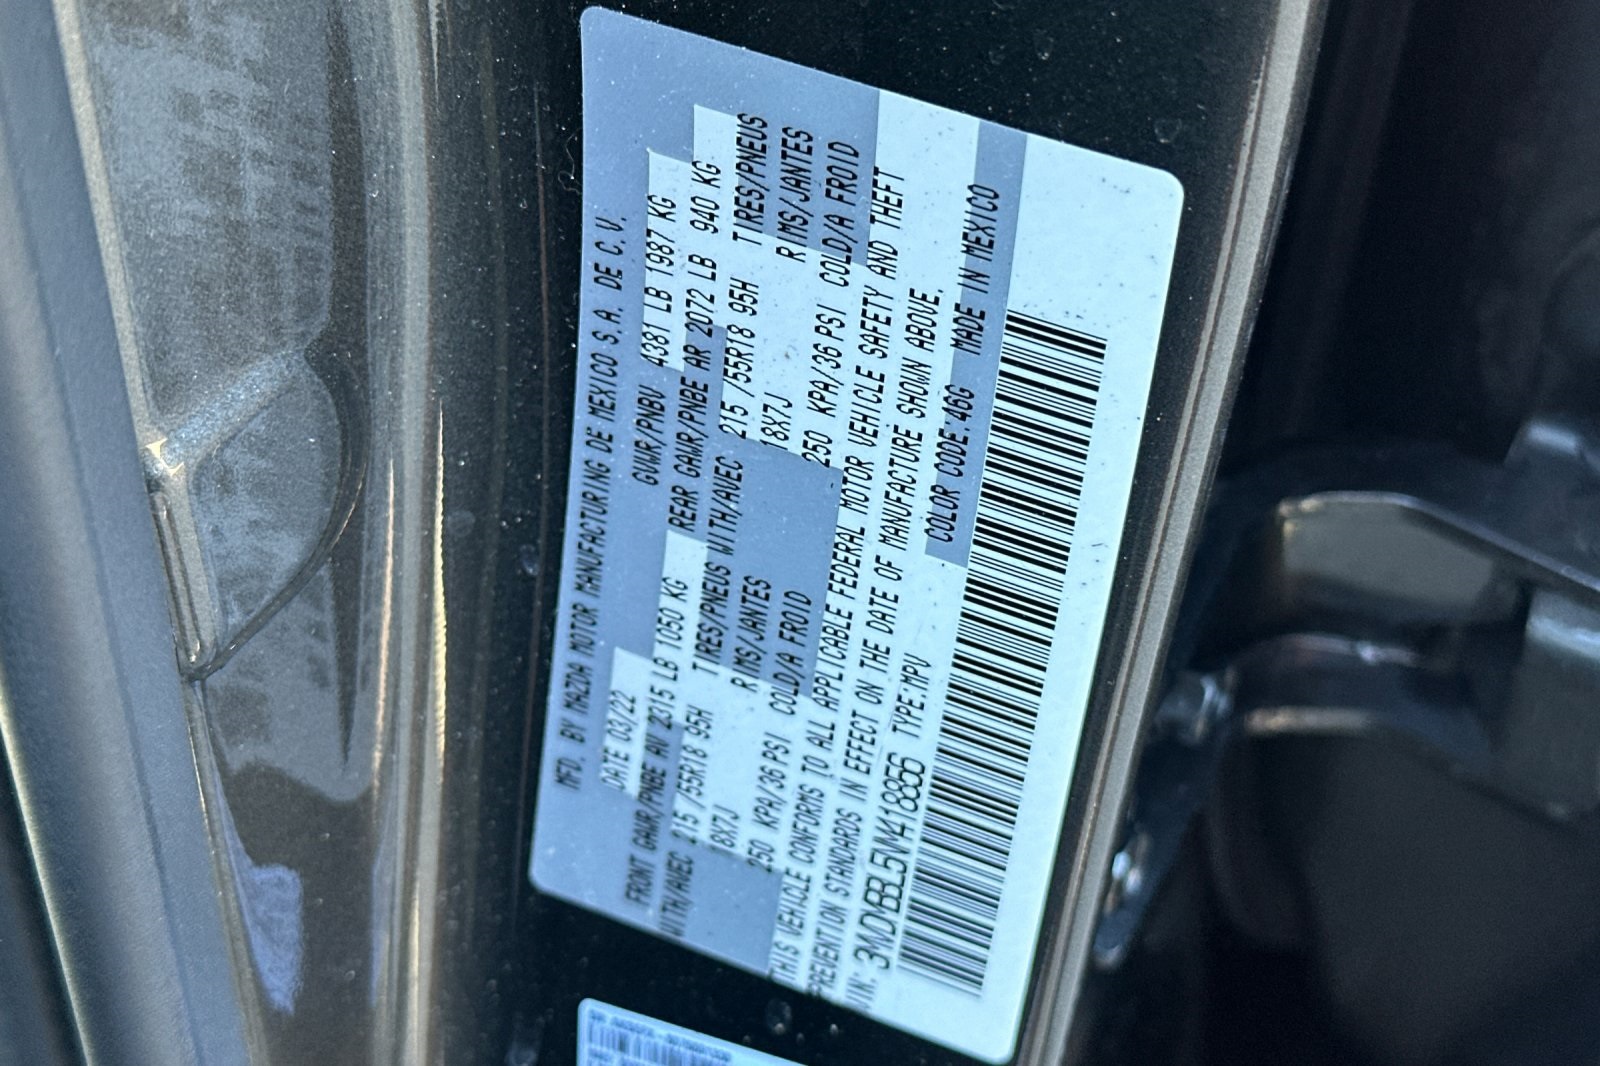 MFD. BY MAZDA MOTOR MANUFACTURING DE MEXICO S.A. DE C.V.
DATE 03/22 GVWR/PNBV 4381 LB 1987 KG
FRONT GAWR/PNBE AV 2315 LB 1050 KG REAR GAWR/PNBE AR 2072 LB 940 KG
WITH/AVEC 215/55R18 95H TIRES/PNEUS WITH/AVEC 215/55R18 95H TIRES/PNEUS
18X7J RIMS/JANTES 18X7J RIMS/JANTES
250 KPA/36 PSI COLD/A FROID 250 KPA/36 PSI COLD/A FROID
THIS VEHICLE CONFORMS TO ALL APPLICABLE FEDERAL MOTOR VEHICLE SAFETY AND THEFT
PREVENTION STANDARDS IN EFFECT ON THE DATE OF MANUFACTURE SHOWN ABOVE.
VIN: 3MVDMBBL5NM418856 TYPE:MPV COLOR CODE:46G MADE IN MEXICO